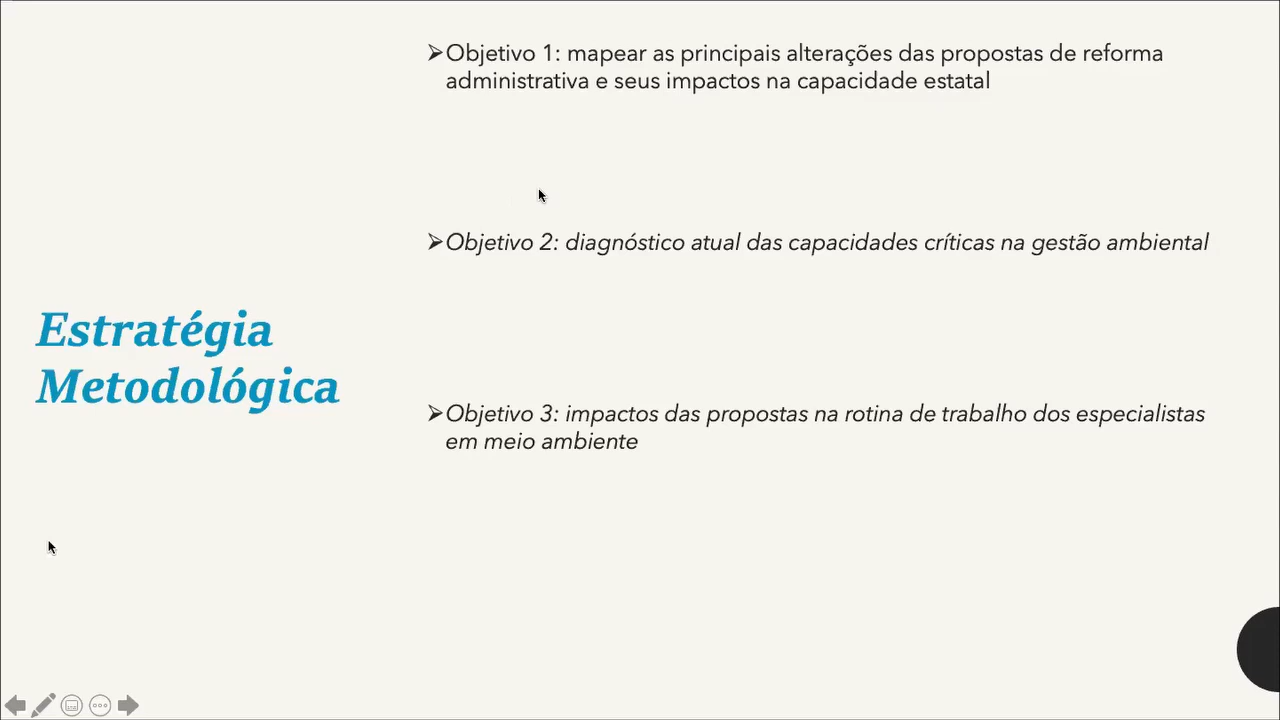 Estratégia
Metodológica
➢Objetivo 1: mapear as principais alterações das propostas de reforma
administrativa e seus impactos na capacidade estatal
➢Objetivo 2: diagnóstico atual das capacidades críticas na gestão ambiental
➢Objetivo 3: impactos das propostas na rotina de trabalho dos especialistas
em meio ambiente